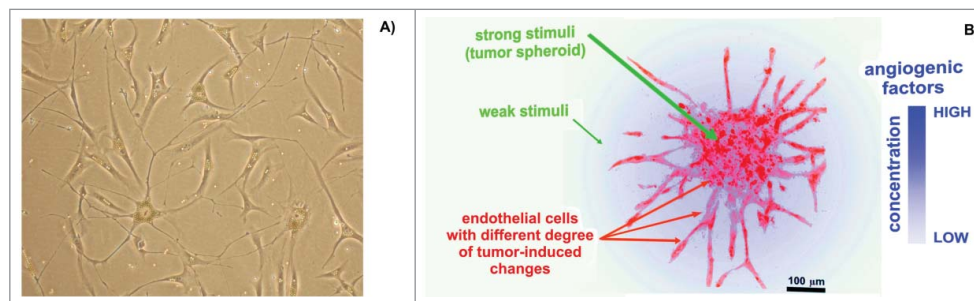 A)
B
strong stimuli
(tumor spheroid)
weak stimuli
endothelial cells
with different degree
of tumor-induced
changes
angiogenic
factors
HIGH
concentration
LOW
100 μm